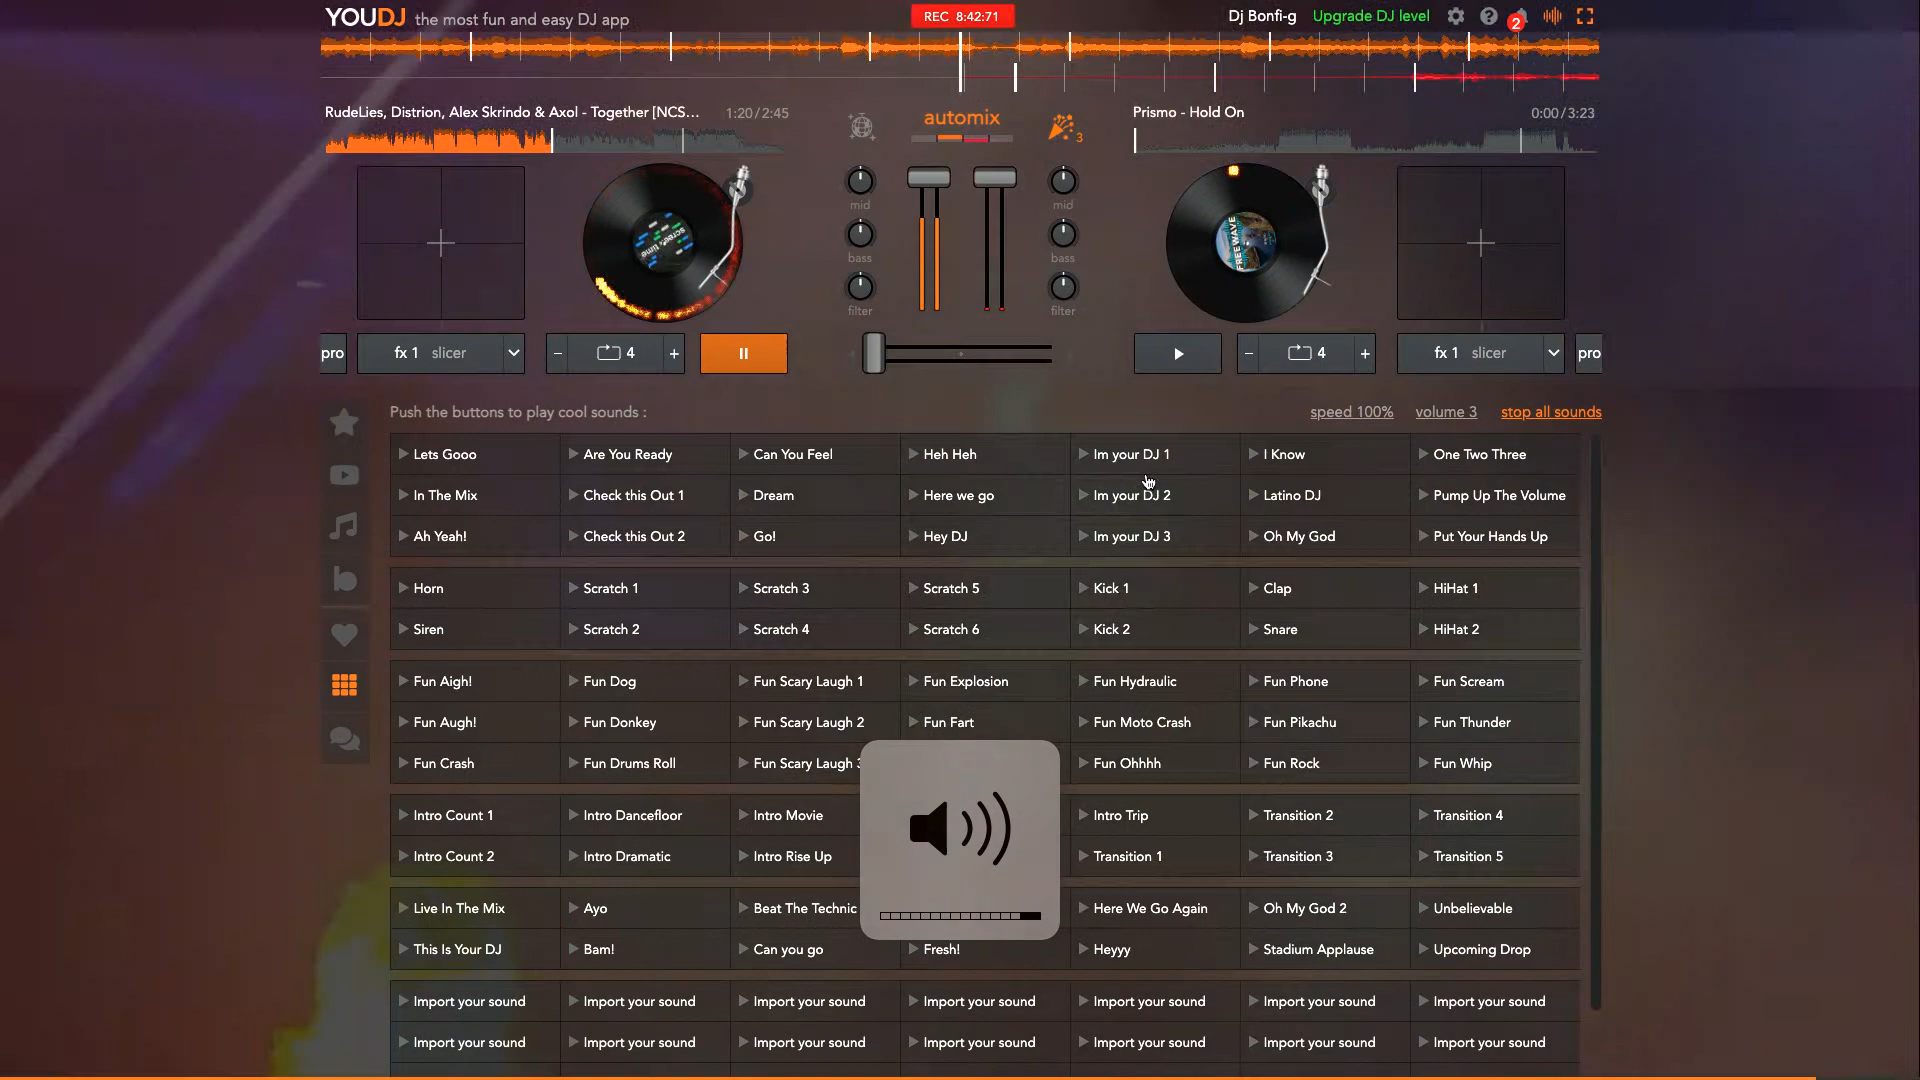 YOUDJ the most fun and easy DJ app
REC 8:42:71
Dj Bonfi-g Upgrade DJ level
2
RudeLies, Distrion, Alex Skrindo & Axol - Together [NCS... 1:20/2:45
automix
3
Prismo - Hold On 0:00/3:23
mid mid
bass bass
filter filter
FREEWAVE
pro fx 1 slicer − 4 +
− 4 + fx 1 slicer pro
Push the buttons to play cool sounds :
speed 100% volume 3 stop all sounds
Lets Gooo Are You Ready Can You Feel Heh Heh Im your DJ 1 I Know One Two Three
In The Mix Check this Out 1 Dream Here we go Im your DJ 2 Latino DJ Pump Up The Volume
Ah Yeah! Check this Out 2 Go! Hey DJ Im your DJ 3 Oh My God Put Your Hands Up
Horn Scratch 1 Scratch 3 Scratch 5 Kick 1 Clap HiHat 1
Siren Scratch 2 Scratch 4 Scratch 6 Kick 2 Snare HiHat 2
Fun Aigh! Fun Dog Fun Scary Laugh 1 Fun Explosion Fun Hydraulic Fun Phone Fun Scream
Fun Augh! Fun Donkey Fun Scary Laugh 2 Fun Fart Fun Moto Crash Fun Pikachu Fun Thunder
Fun Crash Fun Drums Roll Fun Scary Laugh 3 Fun Ohhhh Fun Rock Fun Whip
Intro Count 1 Intro Dancefloor Intro Movie Intro Trip Transition 2 Transition 4
Intro Count 2 Intro Dramatic Intro Rise Up Transition 1 Transition 3 Transition 5
Live In The Mix Ayo Beat The Technic Here We Go Again Oh My God 2 Unbelievable
This Is Your DJ Bam! Can you go Fresh! Heyyy Stadium Applause Upcoming Drop
Import your sound Import your sound Import your sound Import your sound Import your sound Import your sound Import your sound
Import your sound Import your sound Import your sound Import your sound Import your sound Import your sound Import your sound